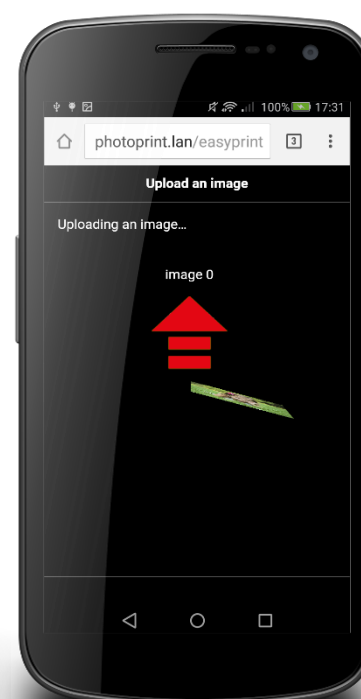 100% 17:31
photoprint.lan/easyprint 3
Upload an image
Uploading an image…
image 0